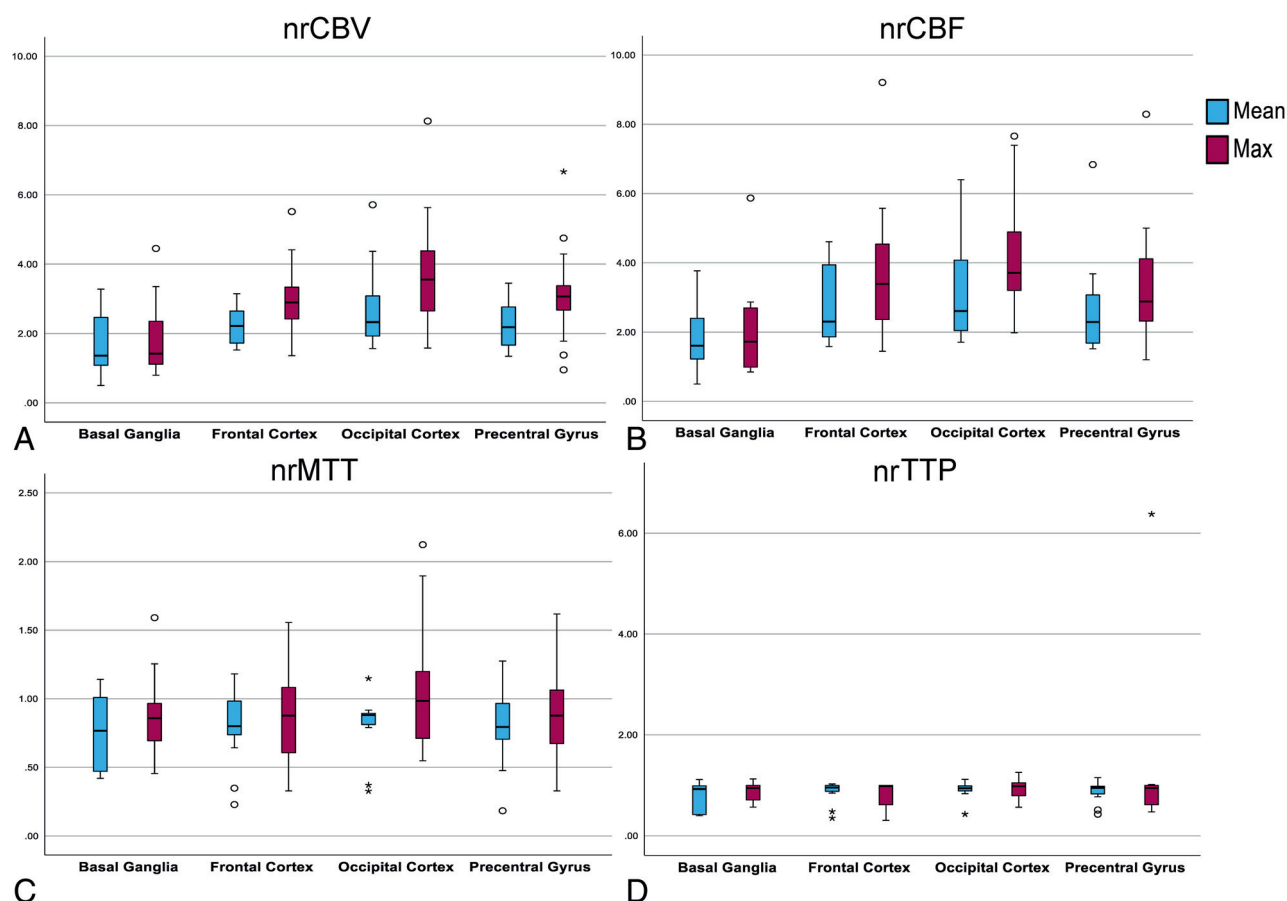 nrCBV
10.00
8.00
6.00
4.00
2.00
.00
Basal Ganglia Frontal Cortex Occipital Cortex Precentral Gyrus
A
nrCBF
10.00
8.00
6.00
4.00
2.00
.00
Basal Ganglia Frontal Cortex Occipital Cortex Precentral Gyrus
B
Mean
Max
nrMTT
2.50
2.00
1.50
1.00
.50
.00
Basal Ganglia Frontal Cortex Occipital Cortex Precentral Gyrus
C
nrTTP
6.00
4.00
2.00
.00
Basal Ganglia Frontal Cortex Occipital Cortex Precentral Gyrus
D